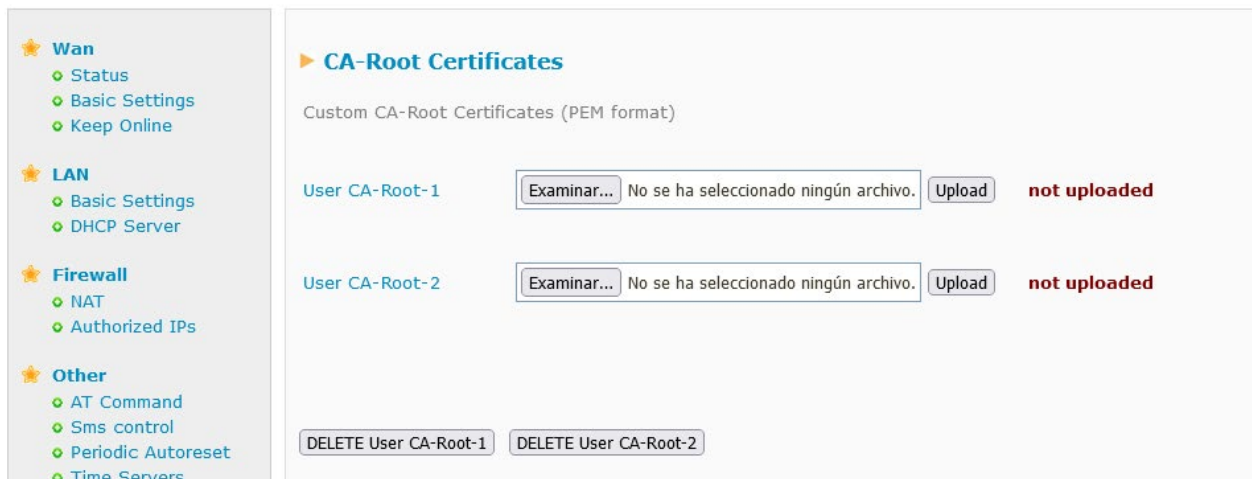 Wan
Status
Basic Settings
Keep Online
LAN
Basic Settings
DHCP Server
Firewall
NAT
Authorized IPs
Other
AT Command
Sms control
Periodic Autoreset
Time Servers
CA-Root Certificates
Custom CA-Root Certificates (PEM format)
User CA-Root-1 Examinar... No se ha seleccionado ningún archivo. Upload not uploaded
User CA-Root-2 Examinar... No se ha seleccionado ningún archivo. Upload not uploaded
DELETE User CA-Root-1 DELETE User CA-Root-2